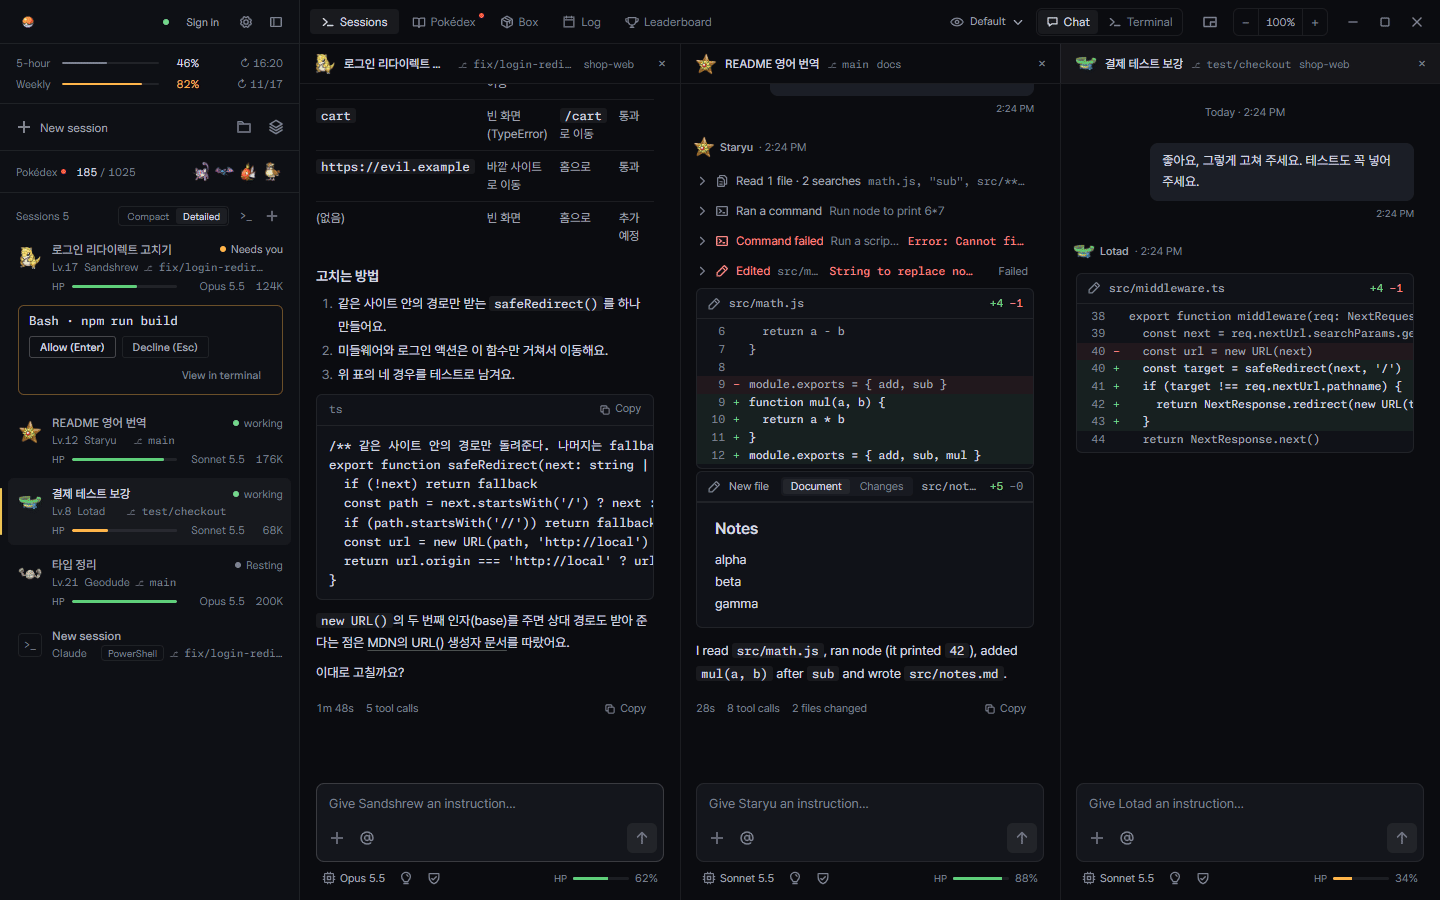 Sign in
Sessions
Pokédex
Box
Log
Leaderboard
Default
Chat
Terminal
− 100% +
5-hour 46% 16:20
Weekly 82% 11/17
New session
Pokédex 185 / 1025
Sessions 5 Compact Detailed >_ +
로그인 리다이렉트 고치기 Needs you
Lv.17 Sandshrew fix/login-redir…
HP Opus 5.5 124K
Bash · npm run build
Allow (Enter) Decline (Esc)
View in terminal
README 영어 번역 working
Lv.12 Staryu main
HP Sonnet 5.5 176K
결제 테스트 보강 working
Lv.8 Lotad test/checkout
HP Sonnet 5.5 68K
타입 정리 Resting
Lv.21 Geodude main
HP Opus 5.5 200K
New session
Claude PowerShell fix/login-redi…
로그인 리다이렉트 … fix/login-redi… shop-web ×
cart 빈 화면 /cart 통과
(TypeError) 로 이동
https://evil.example 바깥 사이트 홈으로 통과
로 이동
(없음) 빈 화면 홈으로 추가
예정
고치는 방법
1. 같은 사이트 안의 경로만 받는 safeRedirect() 를 하나
만들어요.
2. 미들웨어와 로그인 액션은 이 함수만 거쳐서 이동해요.
3. 위 표의 네 경우를 테스트로 남겨요.
ts Copy
/** 같은 사이트 안의 경로만 돌려준다. 나머지는 fallba
export function safeRedirect(next: string |
if (!next) return fallback
const path = next.startsWith('/') ? next :
if (path.startsWith('//')) return fallback
const url = new URL(path, 'http://local')
return url.origin === 'http://local' ? url
}
new URL() 의 두 번째 인자(base)를 주면 상대 경로도 받아 준
다는 점은 MDN의 URL() 생성자 문서를 따랐어요.
이대로 고칠까요?
1m 48s 5 tool calls Copy
Give Sandshrew an instruction...
+ @
Opus 5.5 HP 62%
README 영어 번역 main docs ×
2:24 PM
Staryu · 2:24 PM
Read 1 file · 2 searches math.js, "sub", src/**…
Ran a command Run node to print 6*7
Command failed Run a scrip… Error: Cannot fi…
Edited src/m… String to replace no… Failed
src/math.js +4 −1
6 return a - b
7 }
8
9 − module.exports = { add, sub }
9 + function mul(a, b) {
10 + return a * b
11 + }
12 + module.exports = { add, sub, mul }
New file Document Changes src/not… +5 −0
Notes
alpha
beta
gamma
I read src/math.js, ran node (it printed 42 ), added
mul(a, b) after sub and wrote src/notes.md.
28s 8 tool calls 2 files changed Copy
Give Staryu an instruction...
+ @
Sonnet 5.5 HP 88%
결제 테스트 보강 test/checkout shop-web ×
Today · 2:24 PM
좋아요, 그렇게 고쳐 주세요. 테스트도 꼭 넣어
주세요.
2:24 PM
Lotad · 2:24 PM
src/middleware.ts +4 −1
38 export function middleware(req: NextReques
39 const next = req.nextUrl.searchParams.ge
40 − const url = new URL(next)
40 + const target = safeRedirect(next, '/')
41 + if (target !== req.nextUrl.pathname) {
42 + return NextResponse.redirect(new URL(t
43 + }
44 return NextResponse.next()
Give Lotad an instruction...
+ @
Sonnet 5.5 HP 34%